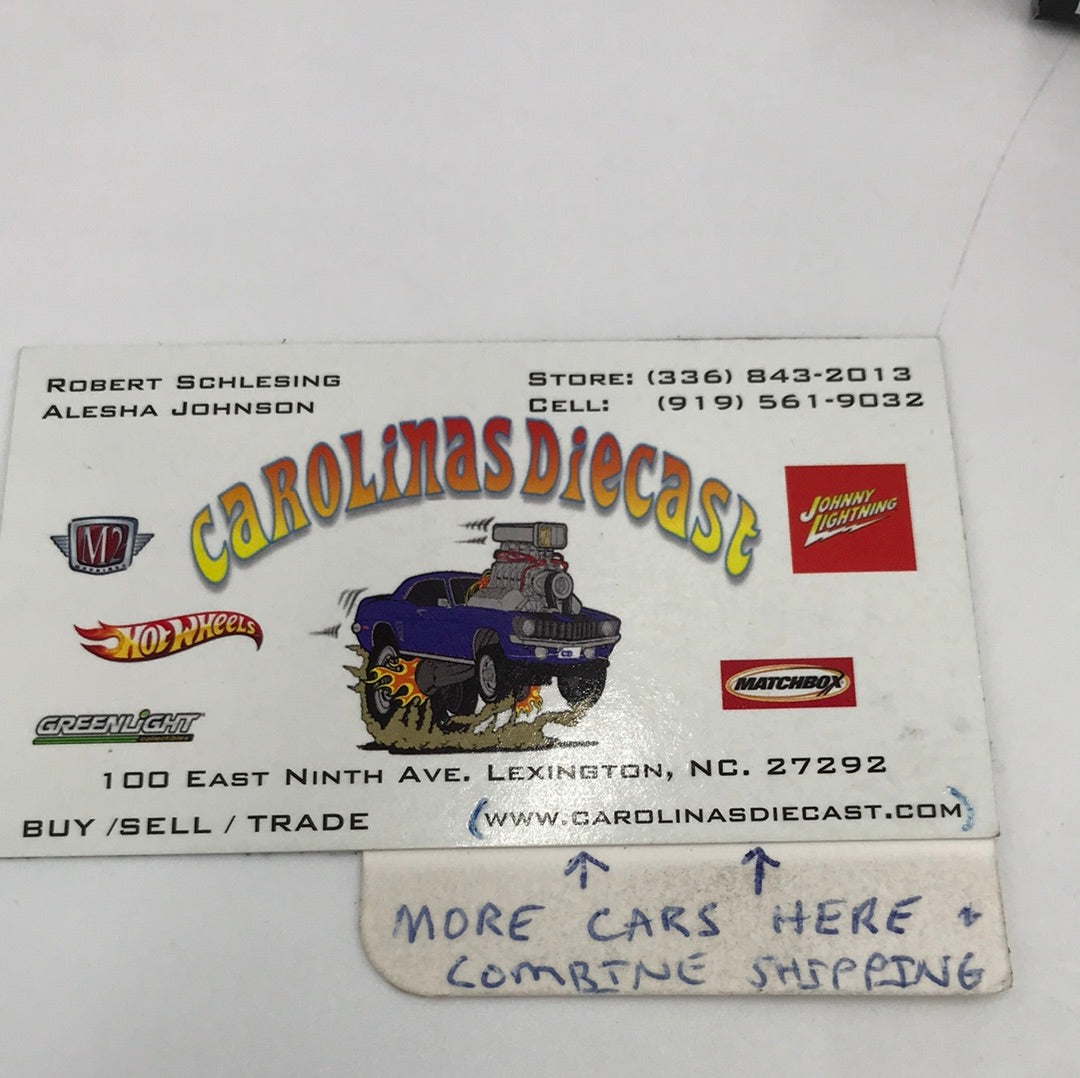 ROBERT SCHLESING
ALESHA JOHNSON
STORE: (336) 843-2013
CELL: (919) 561-9032
CAROLINAS DIECAST
M2
JOHNNY
LIGHTNING
HOT WHEELS
MATCHBOX
GREENLIGHT
100 EAST NINTH AVE. LEXINGTON, NC. 27292
BUY /SELL / TRADE
(WWW.CAROLINASDIECAST.COM)
MORE CARS HERE +
COMBINE SHIPPING